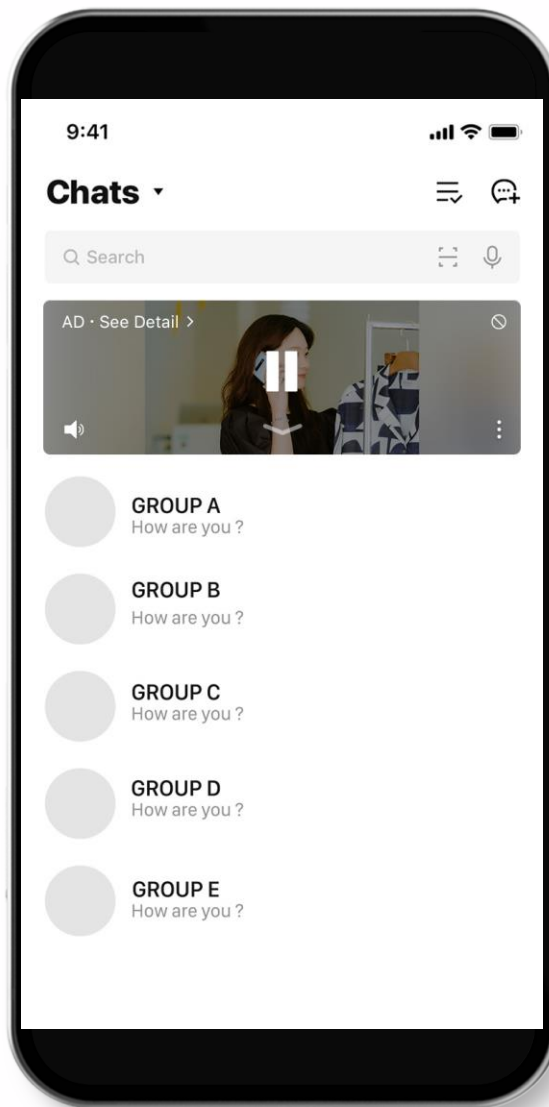 9:41
Chats
Search
AD · See Detail >
GROUP A
How are you ?
GROUP B
How are you ?
GROUP C
How are you ?
GROUP D
How are you ?
GROUP E
How are you ?